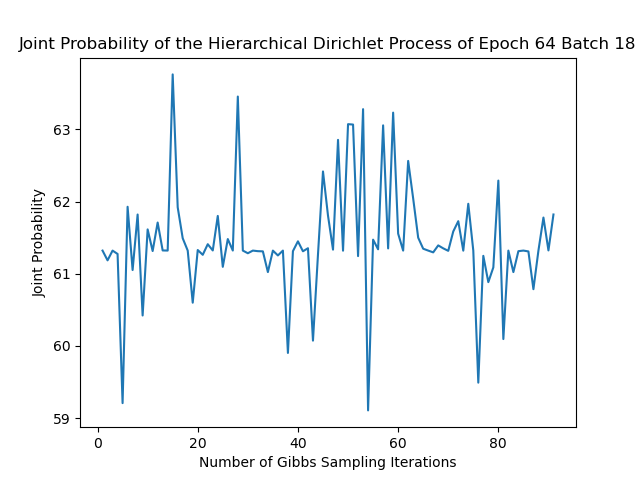 Joint Probability of the Hierarchical Dirichlet Process of Epoch 64 Batch 18
63
62
61
60
59
Joint Probability
0 20 40 60 80
Number of Gibbs Sampling Iterations